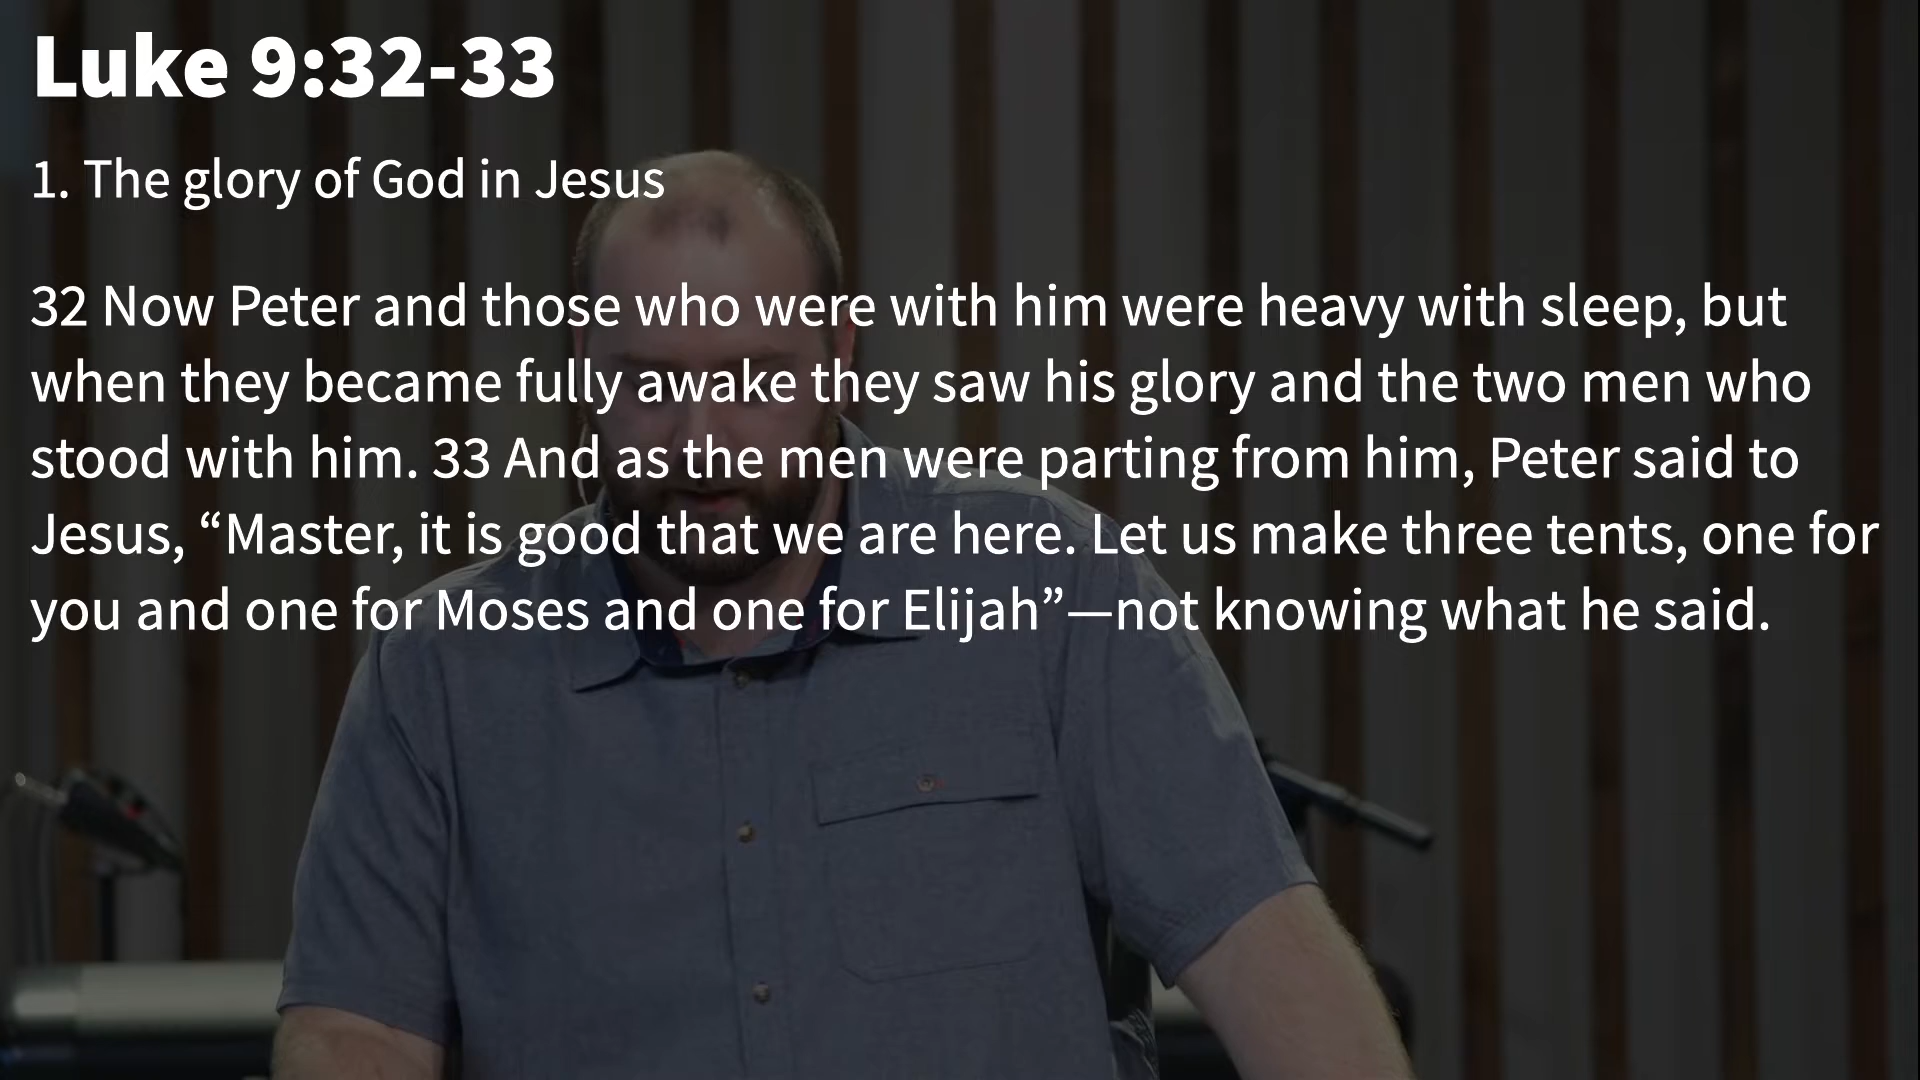 Luke 9:32-33
1. The glory of God in Jesus
32 Now Peter and those who were with him were heavy with sleep, but
when they became fully awake they saw his glory and the two men who
stood with him. 33 And as the men were parting from him, Peter said to
Jesus, “Master, it is good that we are here. Let us make three tents, one for
you and one for Moses and one for Elijah”—not knowing what he said.